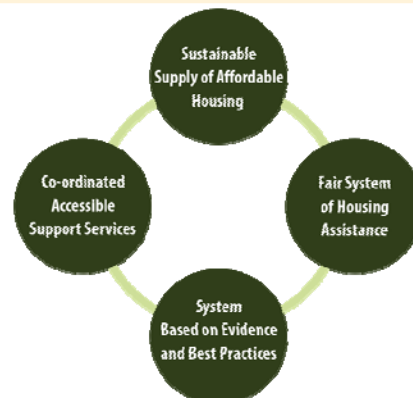 Sustainable
Supply of Affordable
Housing
Co-ordinated
Accessible
Support Services
Fair System
of Housing
Assistance
System
Based on Evidence
and Best Practices